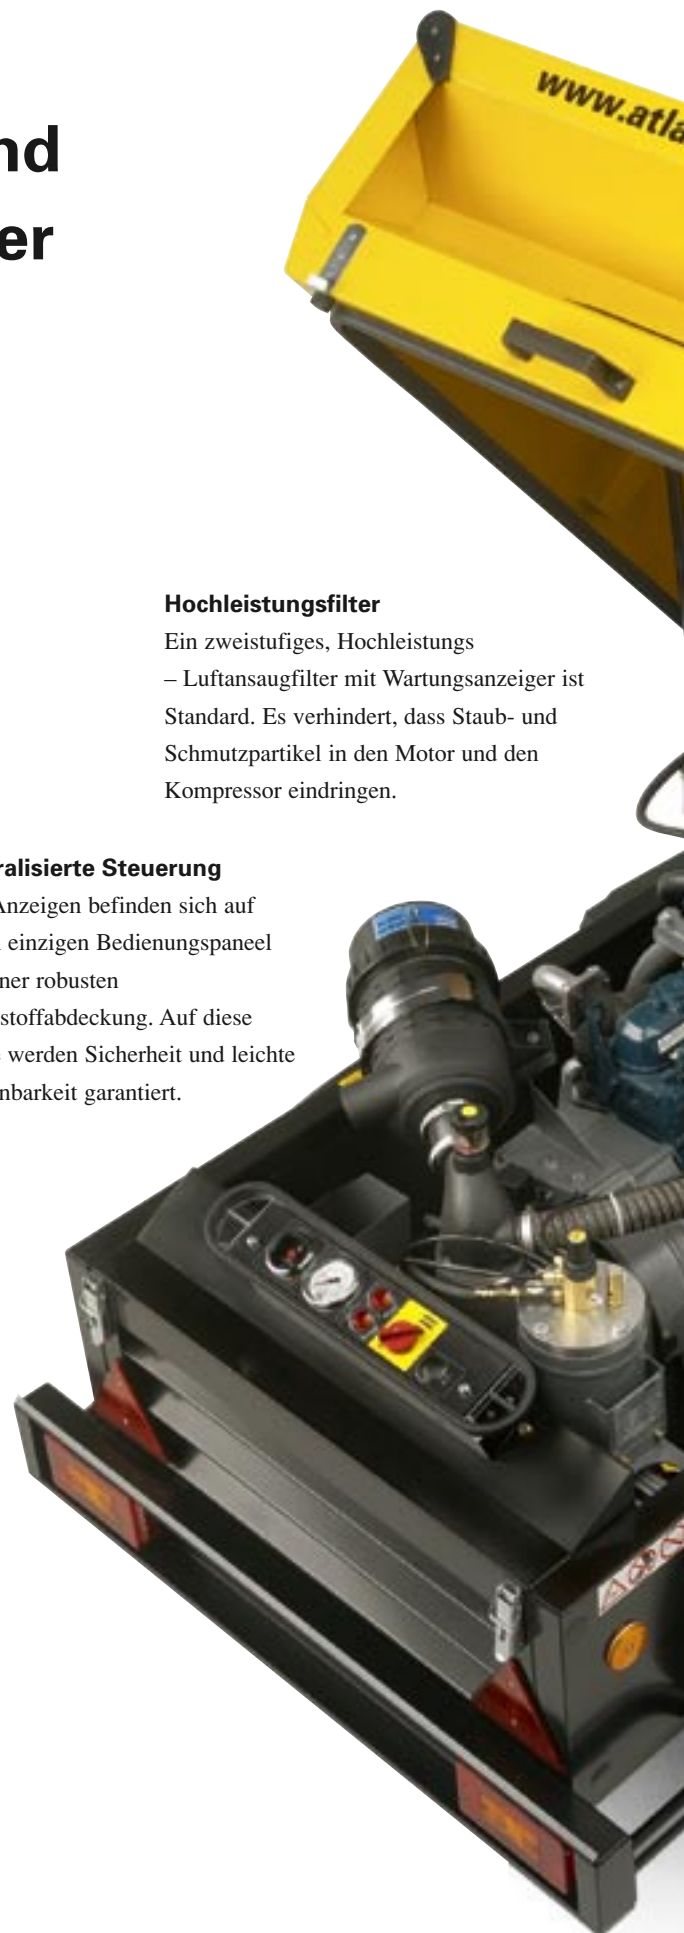 nd
er
www.atla
Hochleistungsfilter
Ein zweistufiges, Hochleistungs
– Luftansaugfilter mit Wartungsanzeiger ist
Standard. Es verhindert, dass Staub- und
Schmutzpartikel in den Motor und den
Kompressor eindringen.
ralisierte Steuerung
Anzeigen befinden sich auf
einzigen Bedienungspaneel
ner robusten
stoffabdeckung. Auf diese
werden Sicherheit und leichte
nbarkeit garantiert.